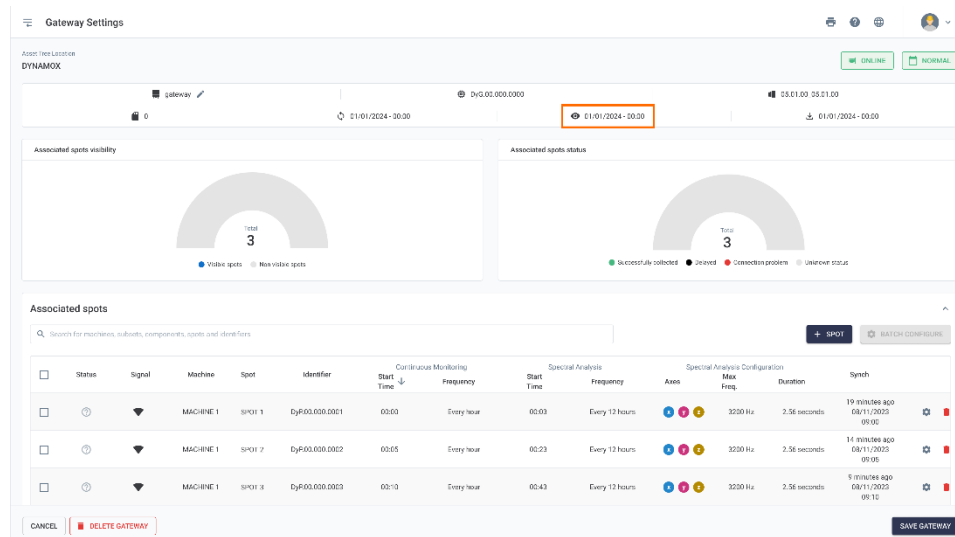 Gateway Settings
Asset Tree Location
DYNAMOX
ONLINE
NORMAL
gateway
DyG.00.000.0000
05.01.00 05.01.00
0
01/01/2024 - 00:00
01/01/2024 - 00:00
01/01/2024 - 00:00
Associated spots visibility
Total
3
Visible spots Non visible spots
Associated spots status
Total
3
Successfully collected Delayed Connection problem Unknown status
Associated spots
Search for machines, subsets, components, spots and identifiers
+ SPOT
BATCH CONFIGURE
Continuous Monitoring Spectral Analysis Spectral Analysis Configuration
Status Signal Machine Spot Identifier Start Time Frequency Start Time Frequency Axes Max Freq. Duration Synch
MACHINE 1 SPOT 1 DyP.00.000.0001 00:00 Every hour 00:03 Every 12 hours x y z 3200 Hz 2.56 seconds 19 minutes ago 08/11/2023 09:00
MACHINE 1 SPOT 2 DyP.00.000.0002 00:05 Every hour 00:23 Every 12 hours x y z 3200 Hz 2.56 seconds 14 minutes ago 08/11/2023 09:05
MACHINE 1 SPOT 3 DyP.00.000.0003 00:10 Every hour 00:43 Every 12 hours x y z 3200 Hz 2.56 seconds 9 minutes ago 08/11/2023 09:10
CANCEL
DELETE GATEWAY
SAVE GATEWAY